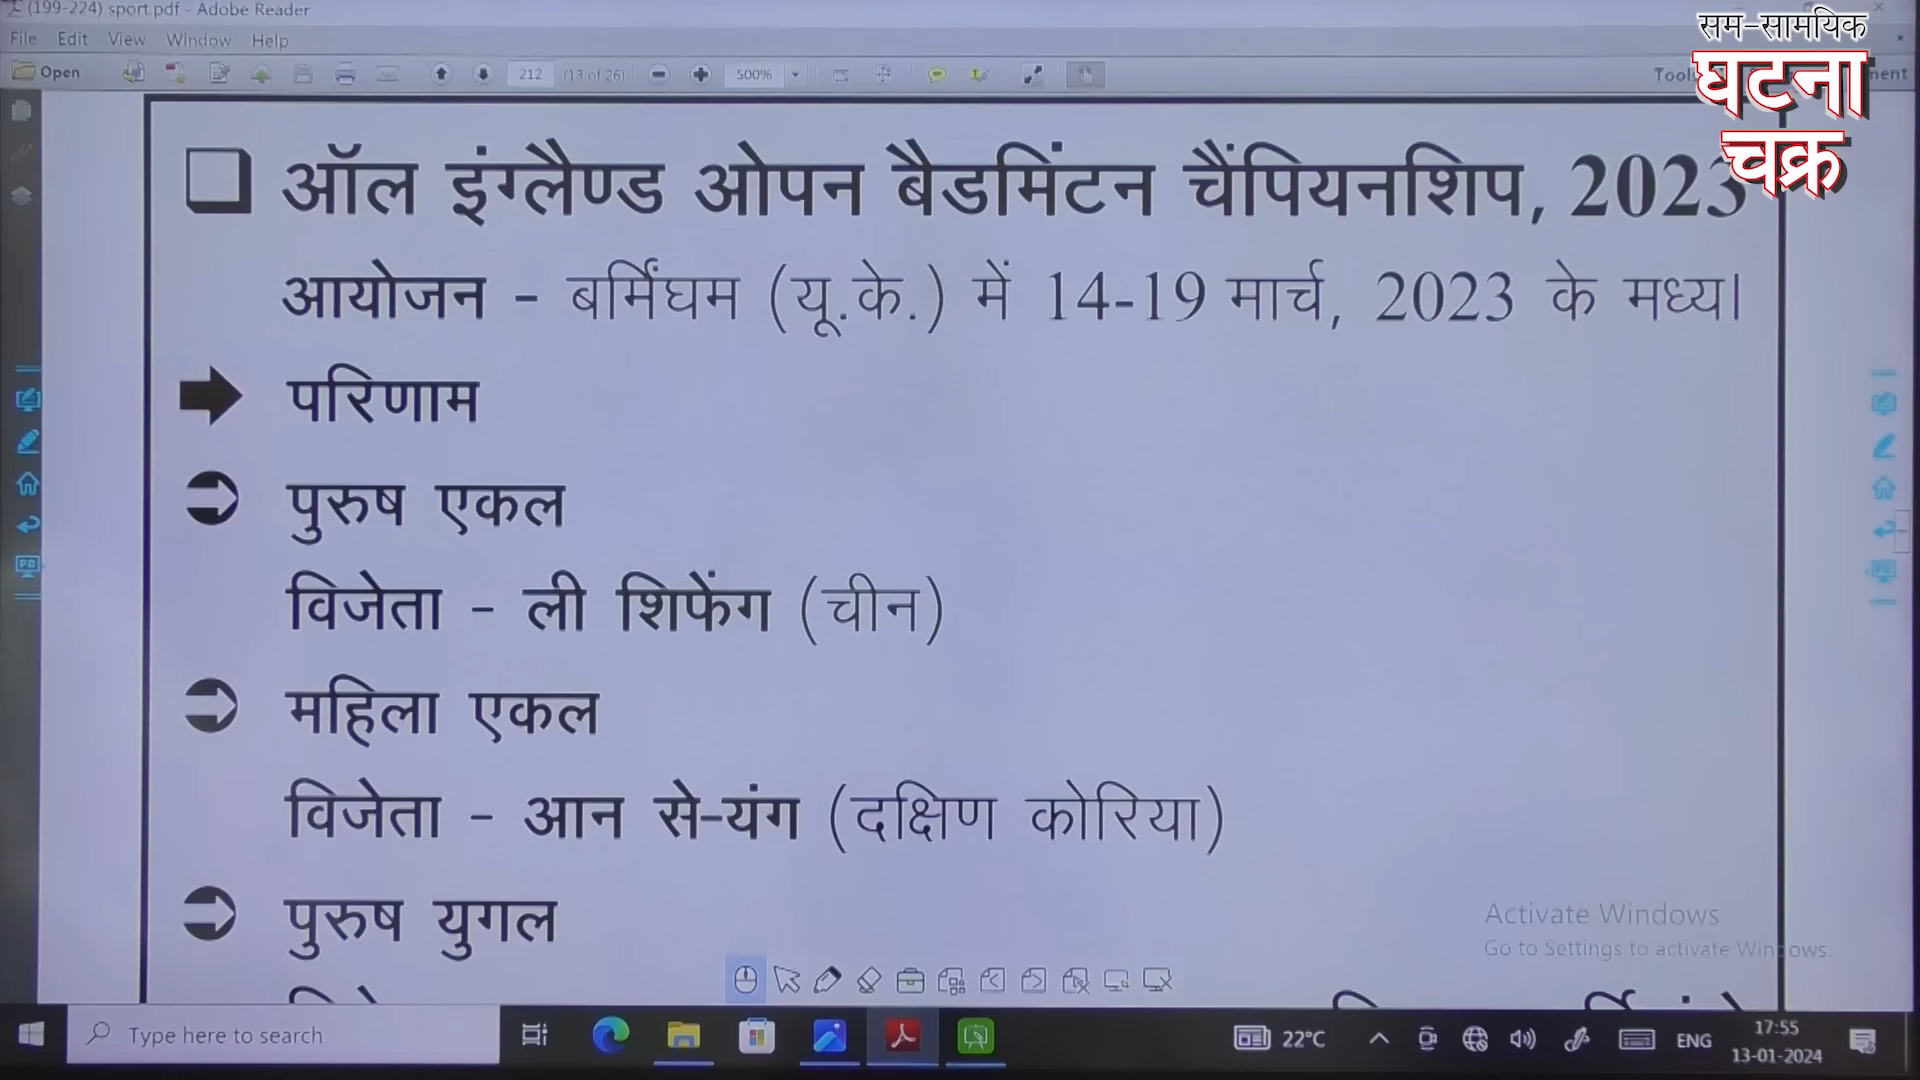 (199-224) sport.pdf - Adobe Reader
File Edit View Window Help
Open 212 (13 of 26) 500%
सम-सामयिक
घटना
चक्र
ऑल इंग्लैण्ड ओपन बैडमिंटन चैंपियनशिप, 2023
आयोजन - बर्मिंघम (यू.के.) में 14-19 मार्च, 2023 के मध्य।
परिणाम
पुरुष एकल
विजेता - ली शिफेंग (चीन)
महिला एकल
विजेता - आन से-यंग (दक्षिण कोरिया)
पुरुष युगल
Activate Windows
Go to Settings to activate Windows.
Type here to search
22°C
ENG
17:55
13-01-2024